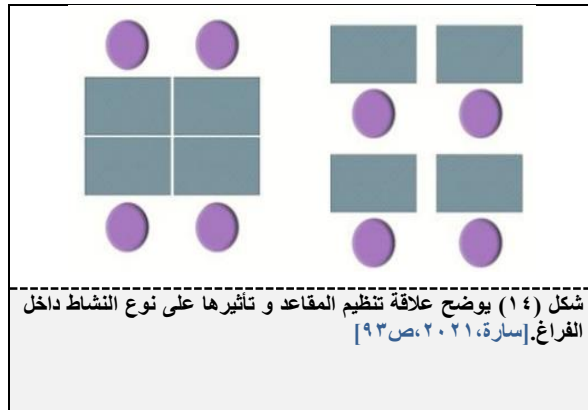 شكل (١٤) يوضح علاقة تنظيم المقاعد و تأثيرها على نوع النشاط داخل
الفراغ.[سارة،٢٠٢١،ص٩٣]